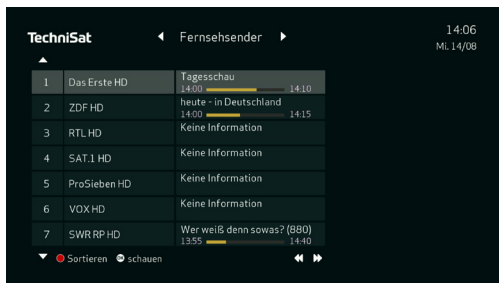 TechniSat
Fernsehsender
14:06
Mi. 14/08
1 Das Erste HD Tagesschau
14:00 14:10
2 ZDF HD heute - in Deutschland
14:00 14:15
3 RTL HD Keine Information
4 SAT.1 HD Keine Information
5 ProSieben HD Keine Information
6 VOX HD Keine Information
7 SWR RP HD Wer weiß denn sowas? (880)
13:55 14:40
Sortieren OK schauen